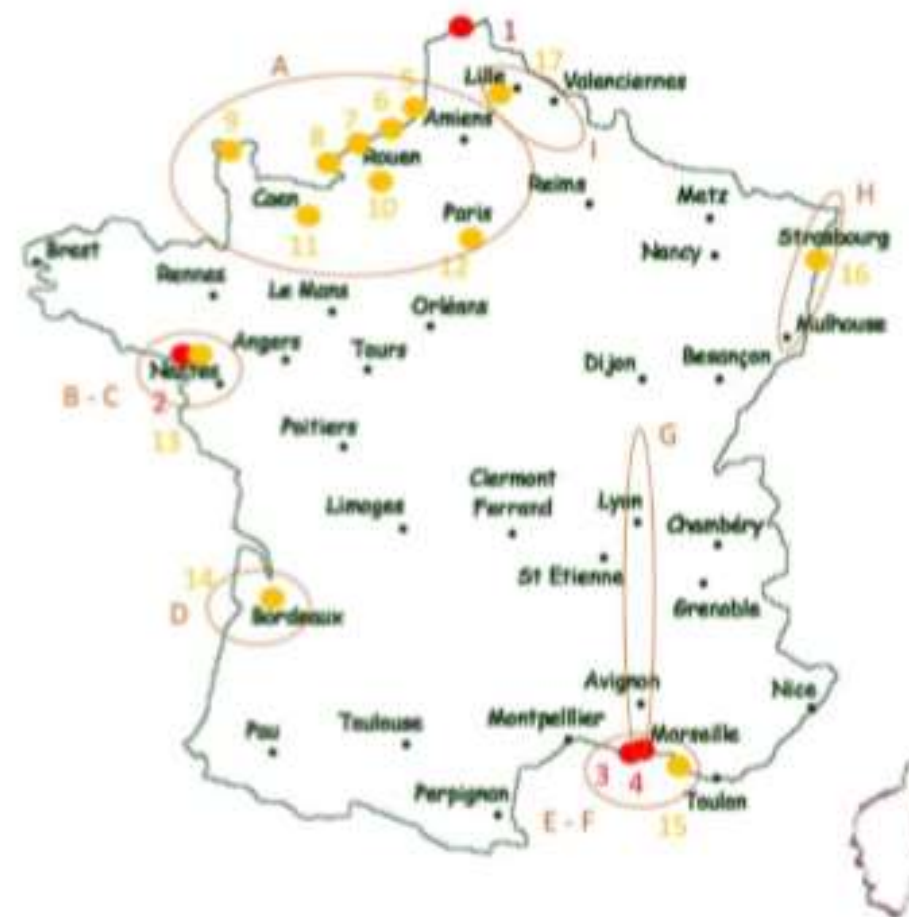 1
A
17
Lille
Valenciennes
5
6
7
8
9
Amiens
I
Rouen
10
Caen
11
Reims
Paris
12
Metz
H
Strasbourg
Nancy
16
Brest
Rennes
Le Mans
Orléans
Mulhouse
Angers
Tours
Dijon
Besançon
Nantes
B - C
2
13
Poitiers
G
Clermont
Ferrand
Limoges
Lyon
Chambéry
St Etienne
14
D
Bordeaux
Grenoble
Avignon
Nice
Pau
Toulouse
Montpellier
Marseille
3
4
Toulon
Perpignan
E - F
15